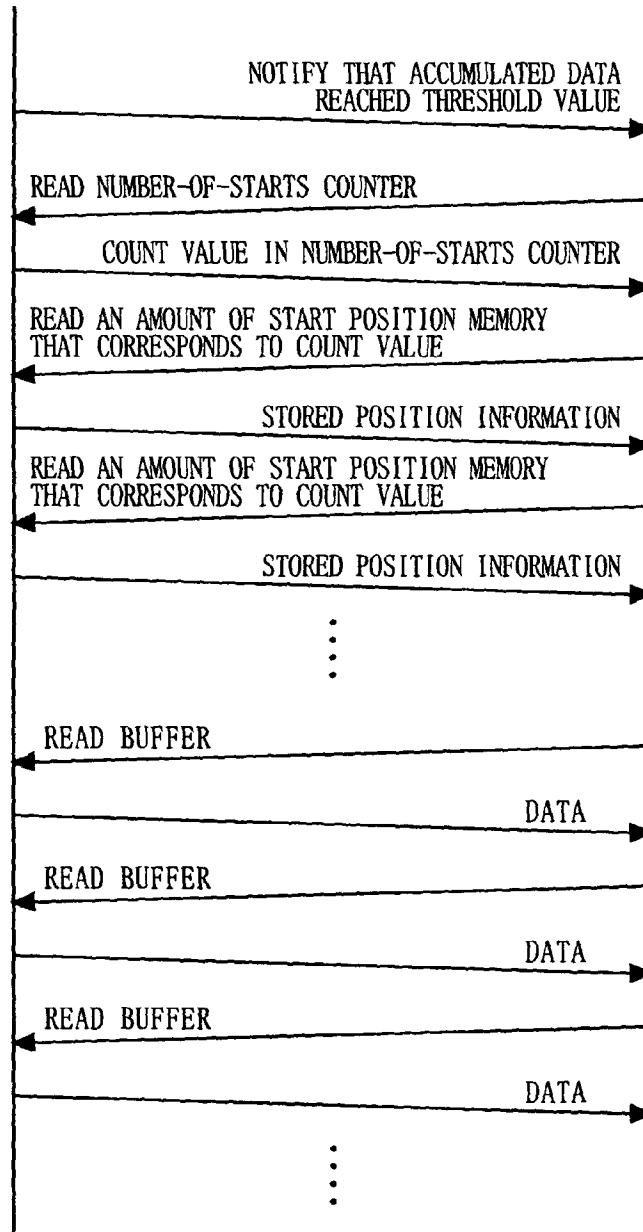 NOTIFY THAT ACCUMULATED DATA
REACHED THRESHOLD VALUE
READ NUMBER-OF-STARTS COUNTER
COUNT VALUE IN NUMBER-OF-STARTS COUNTER
READ AN AMOUNT OF START POSITION MEMORY
THAT CORRESPONDS TO COUNT VALUE
STORED POSITION INFORMATION
READ AN AMOUNT OF START POSITION MEMORY
THAT CORRESPONDS TO COUNT VALUE
STORED POSITION INFORMATION
READ BUFFER
DATA
READ BUFFER
DATA
READ BUFFER
DATA